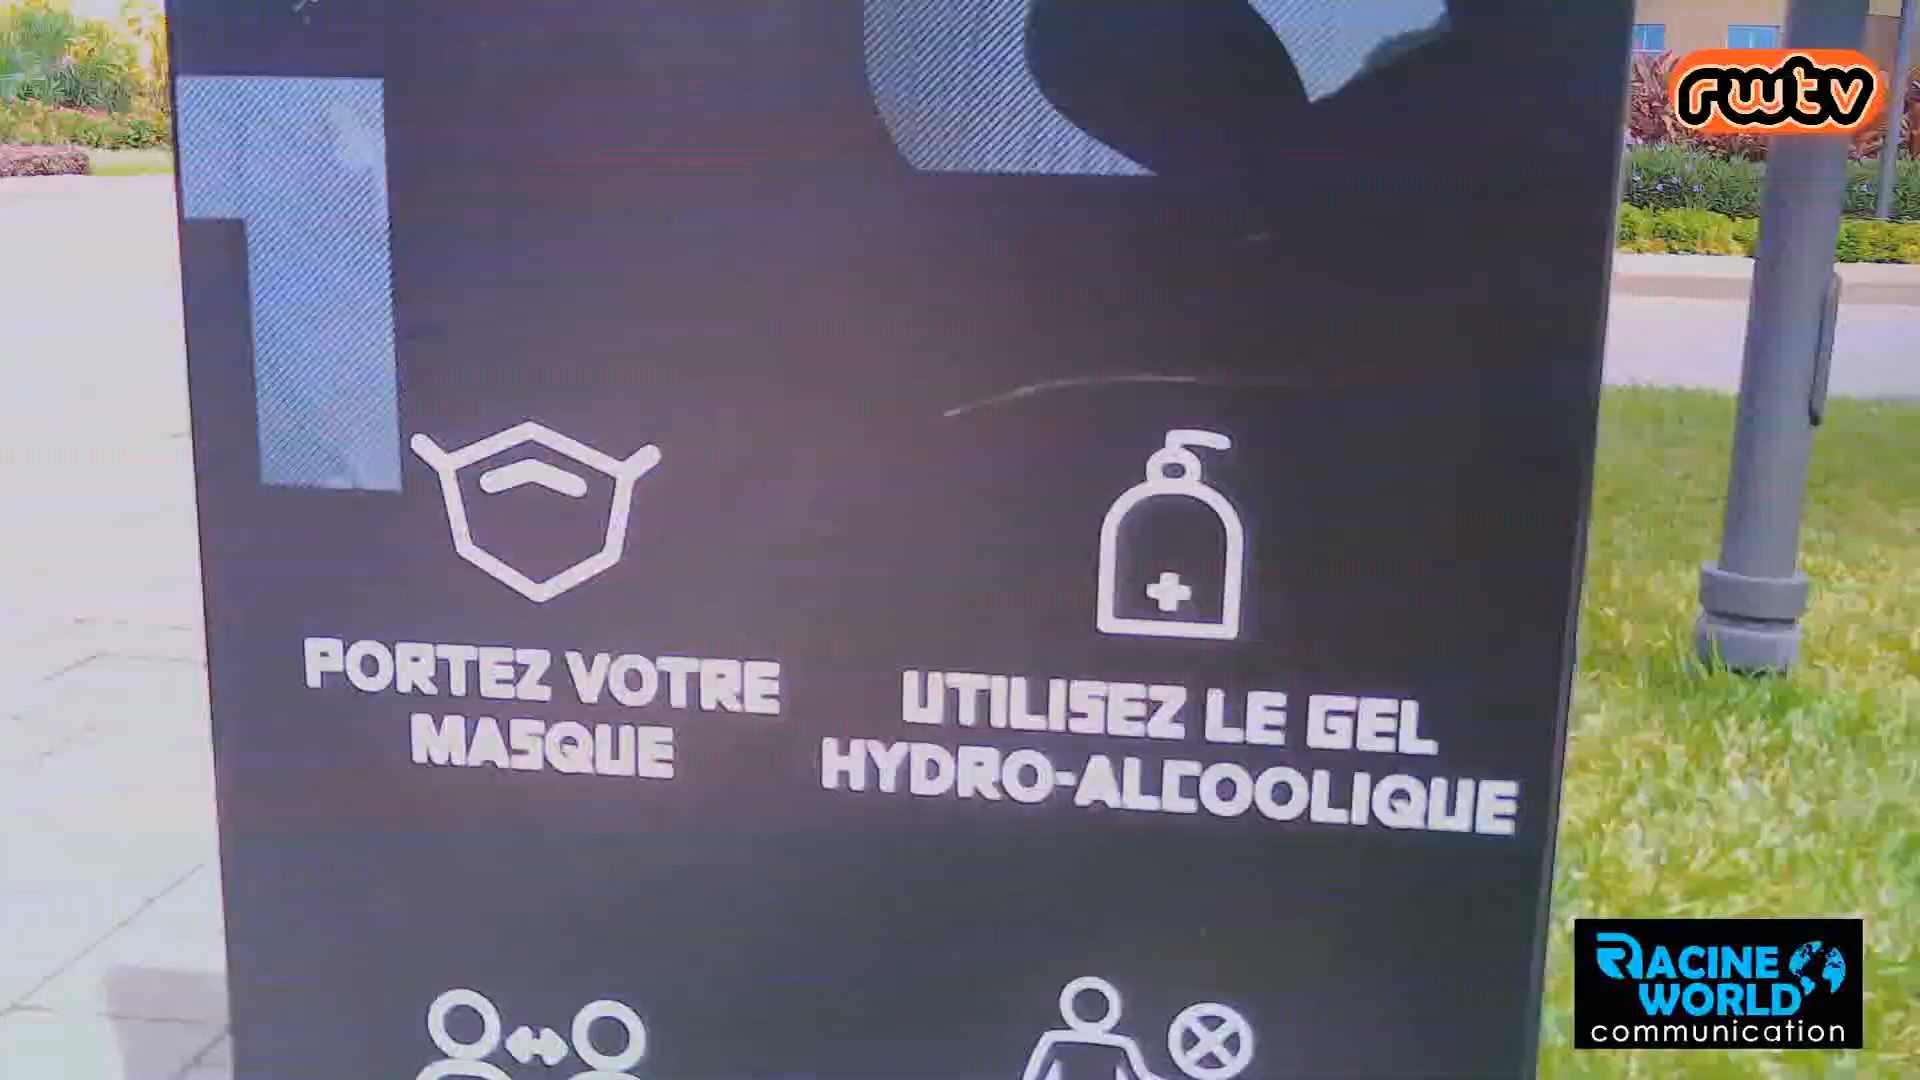 rwtv
PORTEZ VOTRE
MASQUE
UTILISEZ LE GEL
HYDRO-ALCOOLIQUE
RACINE
WORLD
communication